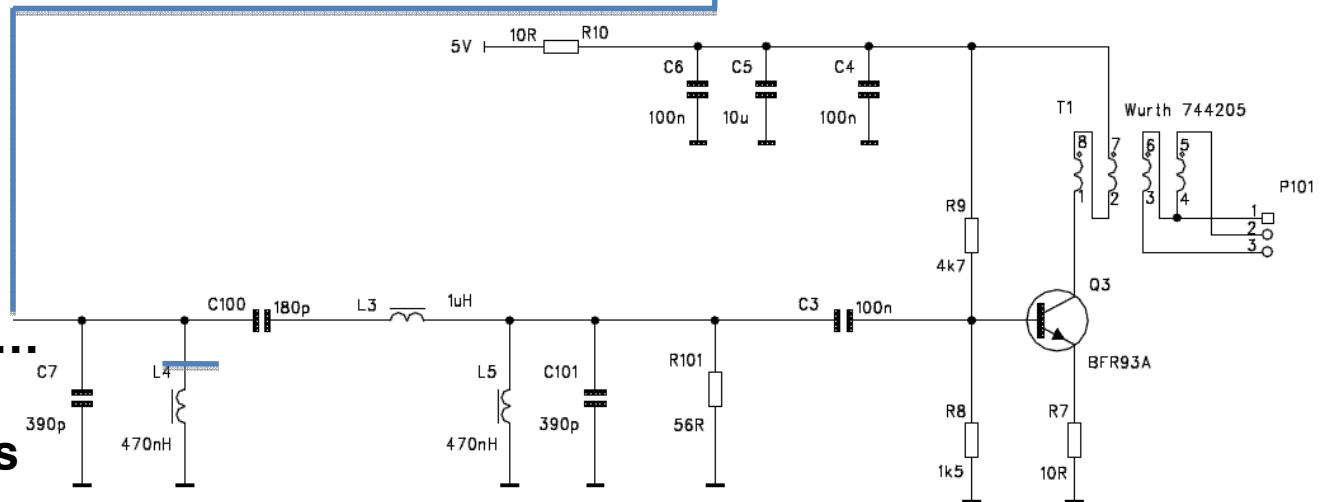 10R R10
5V
C6 C5 C4
100n 10u 100n
T1 Wurth 744205
8 7 6 5
1 2 3 4
P101
1
2
3
R9
4k7
Q3
C100 180p L3 1uH C3 100n
...
C7 L4 L5 C101 R101 BFR93A
390p 470nH 470nH 390p 56R
R8 R7
1k5 10R
s